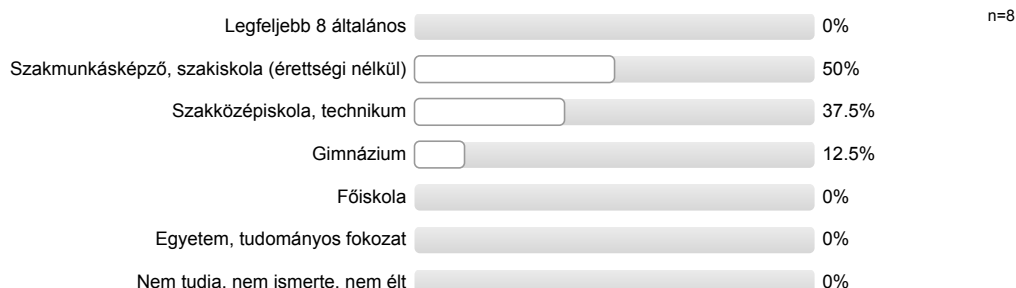 Legfeljebb 8 általános 0% n=8
Szakmunkásképző, szakiskola (érettségi nélkül) 50%
Szakközépiskola, technikum 37.5%
Gimnázium 12.5%
Főiskola 0%
Egyetem, tudományos fokozat 0%
Nem tudja, nem ismerte, nem élt 0%